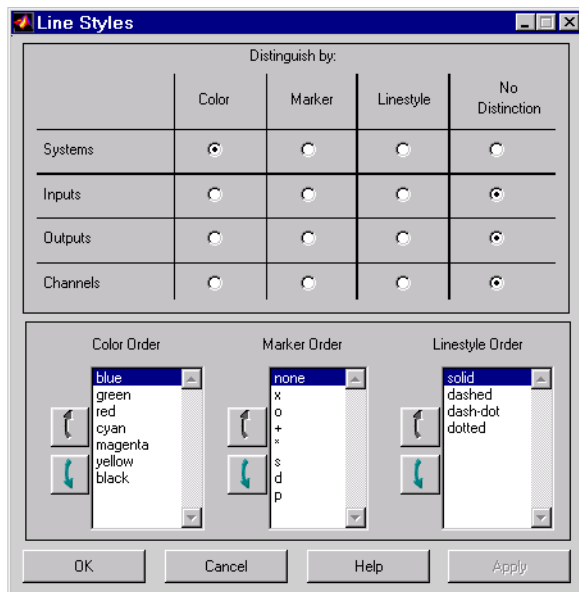 Line Styles
Distinguish by:
Color Marker Linestyle No Distinction
Systems
Inputs
Outputs
Channels
Color Order Marker Order Linestyle Order
blue
green
red
cyan
magenta
yellow
black
none
x
o
+
*
s
d
p
solid
dashed
dash-dot
dotted
OK Cancel Help Apply